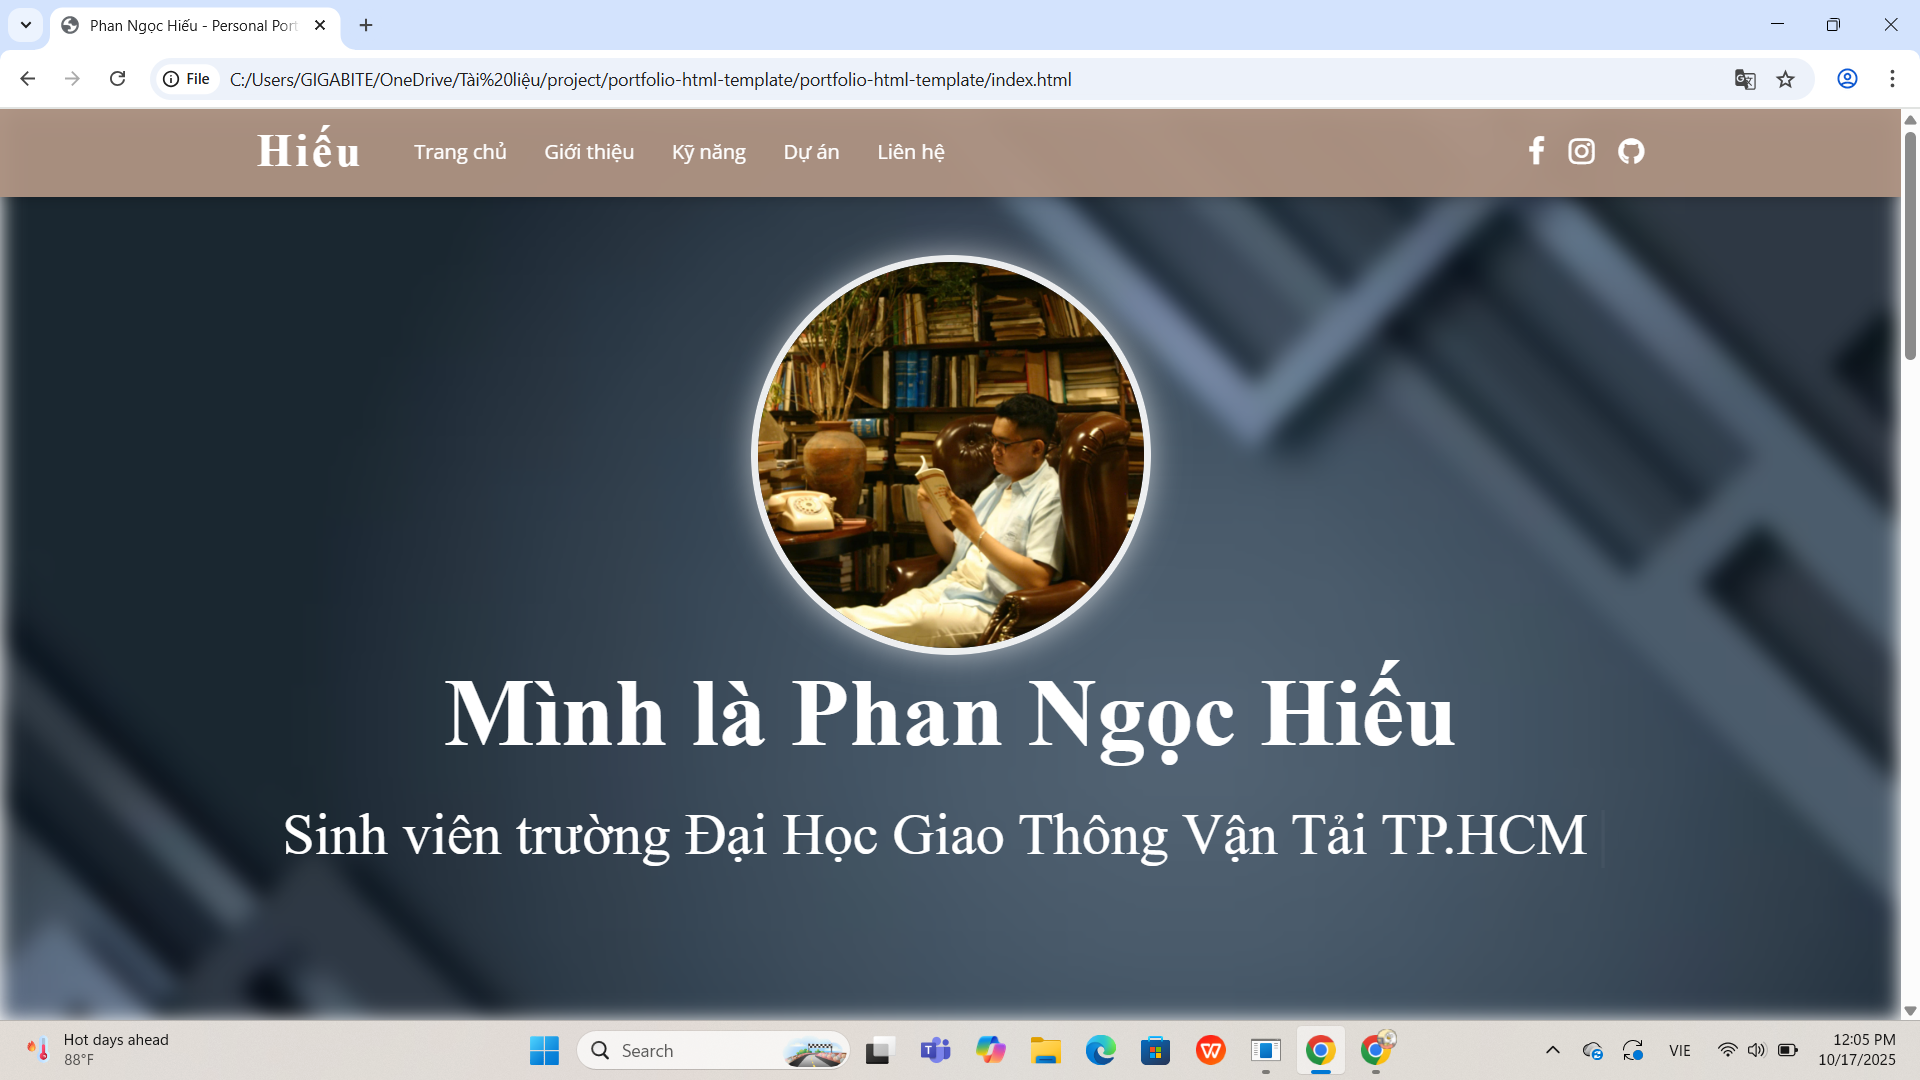 Phan Ngọc Hiếu - Personal Port
File
C:/Users/GIGABITE/OneDrive/Tài%20liệu/project/portfolio-html-template/portfolio-html-template/index.html
Hiếu
Trang chủ
Giới thiệu
Kỹ năng
Dự án
Liên hệ
Mình là Phan Ngọc Hiếu
Sinh viên trường Đại Học Giao Thông Vận Tải TP.HCM
Hot days ahead
88°F
Search
VIE
12:05 PM
10/17/2025